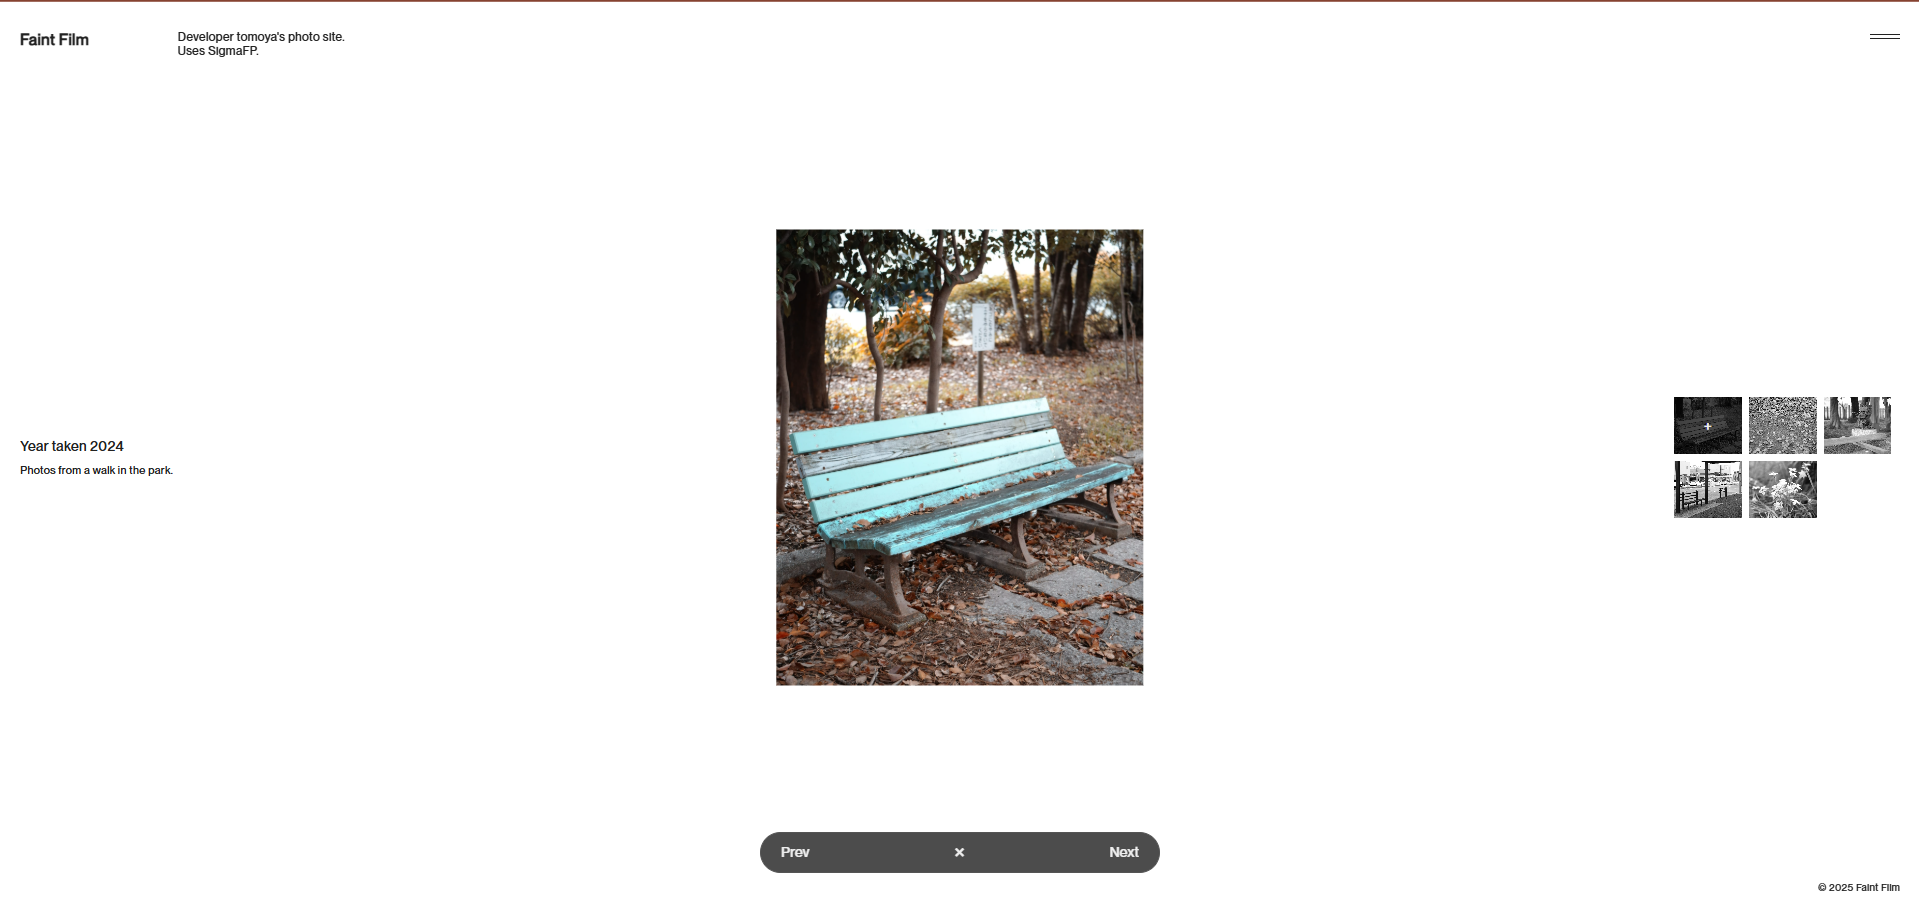 Faint Film
Developer tomoya's photo site.
Uses SigmaFP.
Year taken 2024
Photos from a walk in the park.
Prev
×
Next
© 2025 Faint Film